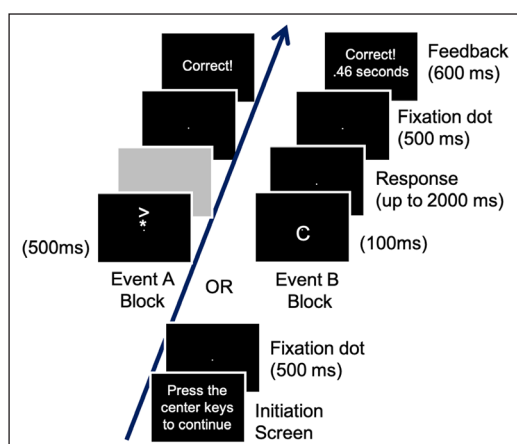 Correct!
Correct!
.46 seconds
Feedback
(600 ms)
Fixation dot
(500 ms)
Response
(up to 2000 ms)
>
*
(500ms)
C
(100ms)
Event A
Block
OR
Event B
Block
Fixation dot
(500 ms)
Press the
center keys
to continue
Initiation
Screen